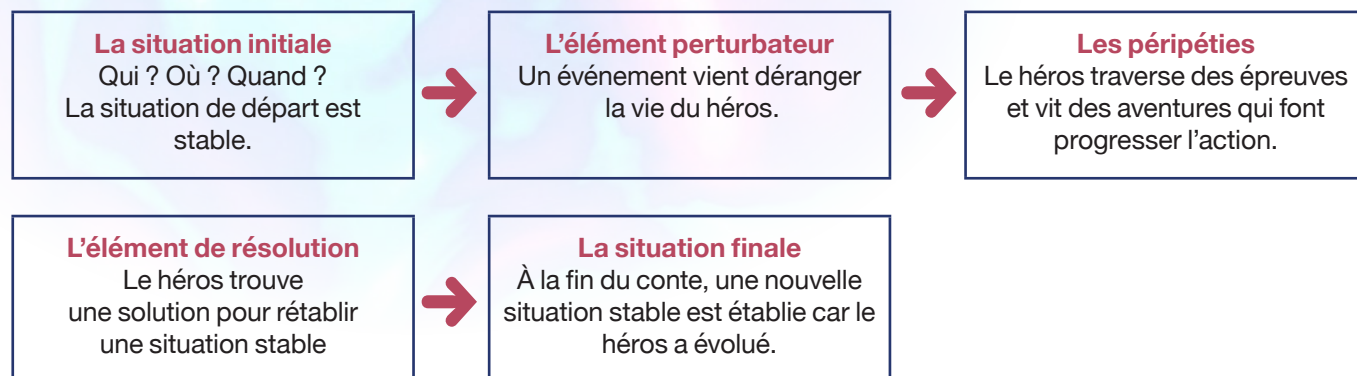 La situation initiale
Qui ? Où ? Quand ?
La situation de départ est
stable.
L’élément perturbateur
Un événement vient déranger
la vie du héros.
Les péripéties
Le héros traverse des épreuves
et vit des aventures qui font
progresser l’action.
L’élément de résolution
Le héros trouve
une solution pour rétablir
une situation stable
La situation finale
À la fin du conte, une nouvelle
situation stable est établie car le
héros a évolué.